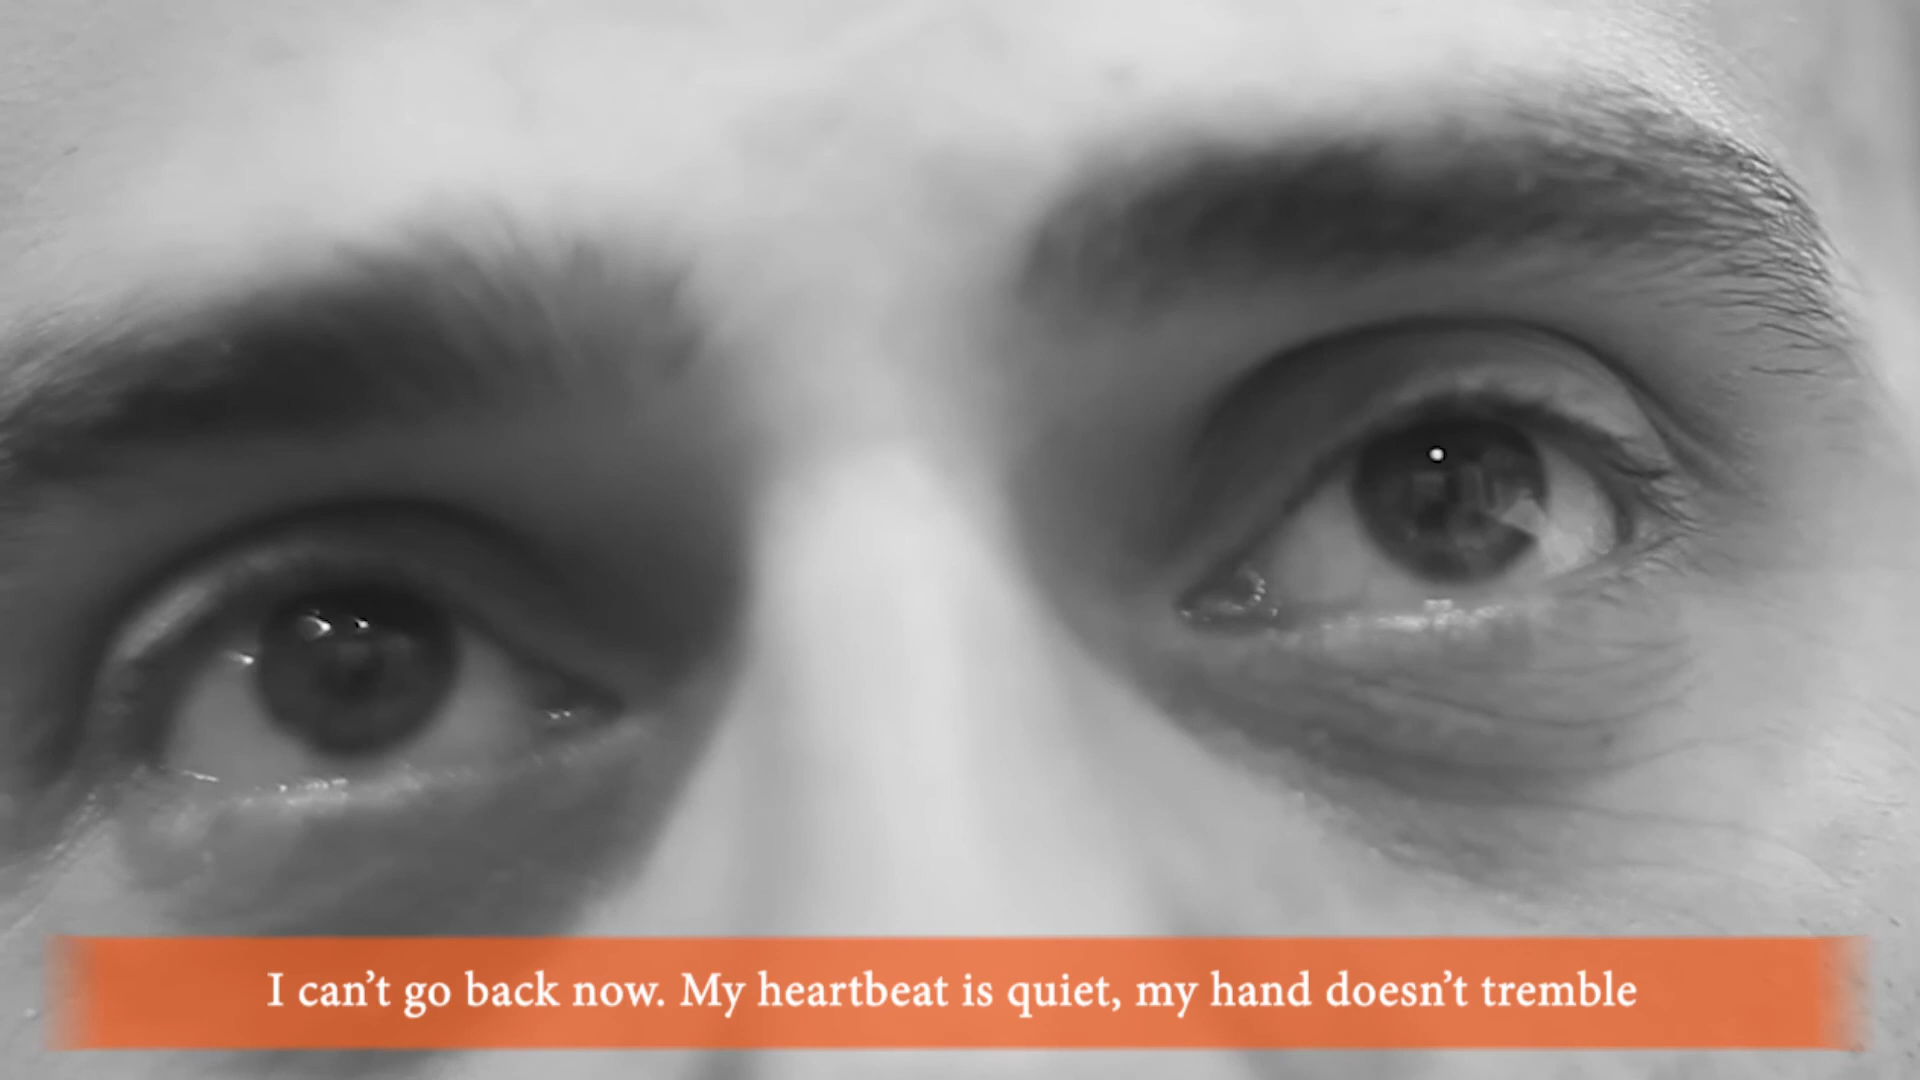 I can’t go back now. My heartbeat is quiet, my hand doesn’t tremble